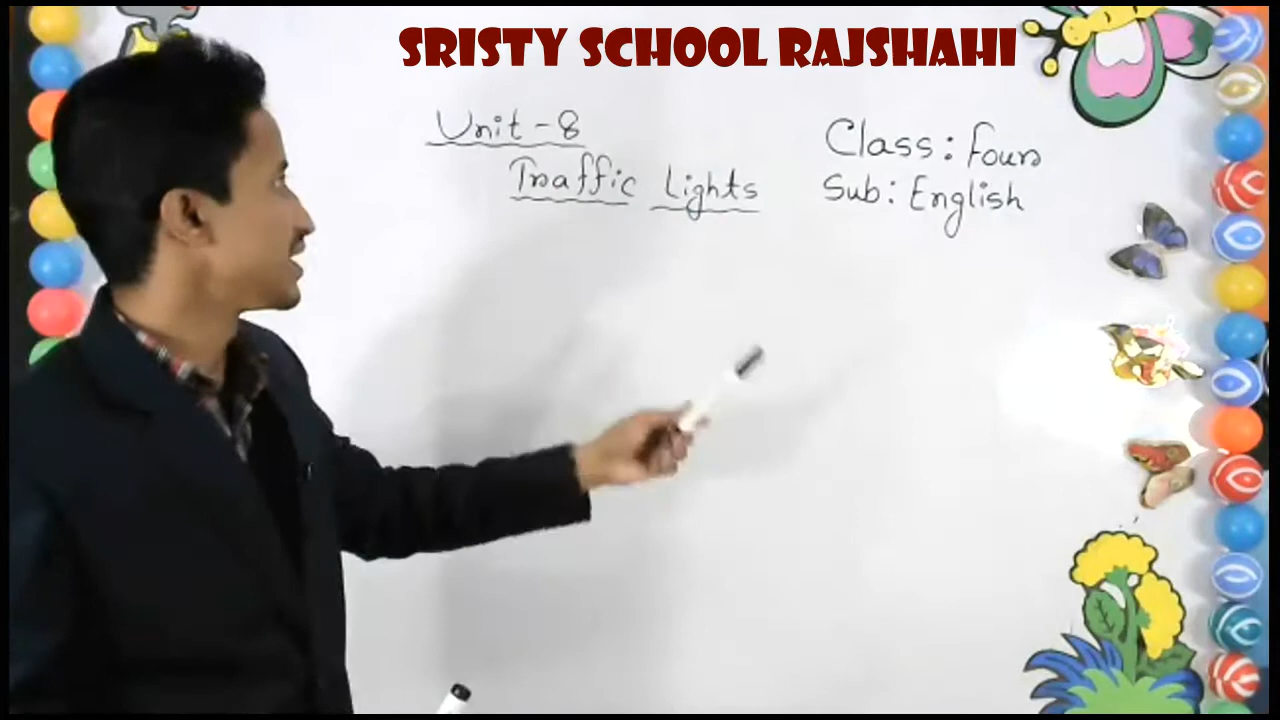 SRISTY SCHOOL RAJSHAHI
Unit - 8
Traffic Lights
Class : Four
Sub : English